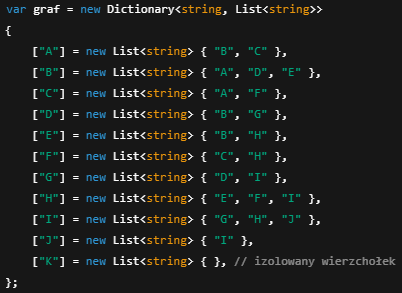 var graf = new Dictionary<string, List<string>>
{
    ["A"] = new List<string> { "B", "C" },
    ["B"] = new List<string> { "A", "D", "E" },
    ["C"] = new List<string> { "A", "F" },
    ["D"] = new List<string> { "B", "G" },
    ["E"] = new List<string> { "B", "H" },
    ["F"] = new List<string> { "C", "H" },
    ["G"] = new List<string> { "D", "I" },
    ["H"] = new List<string> { "E", "F", "I" },
    ["I"] = new List<string> { "G", "H", "J" },
    ["J"] = new List<string> { "I" },
    ["K"] = new List<string> { }, // izolowany wierzchołek
};